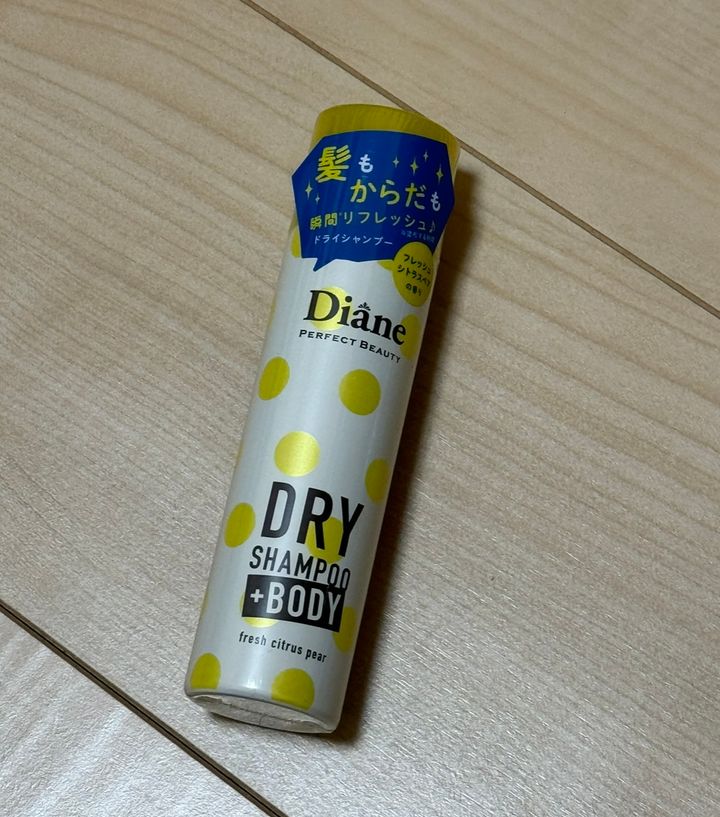 髪も
からだも
瞬間*リフレッシュ♪
ドライシャンプー
フレッシュ
シトラスペア
の香り
Diane
PERFECT BEAUTY
DRY
SHAMPOO
+BODY
fresh citrus pear